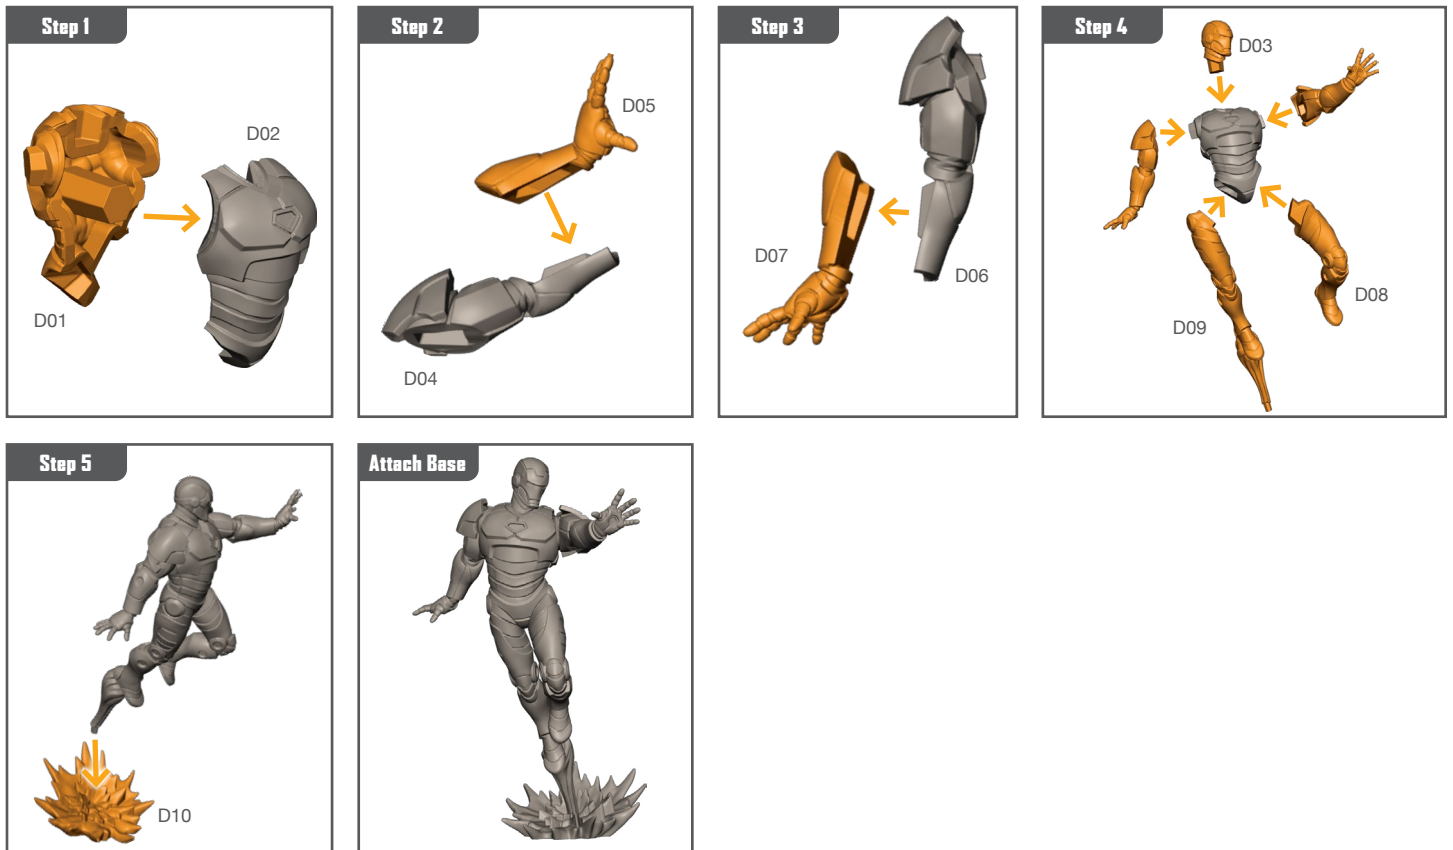 Step 1
D01
D02
Step 2
D05
D04
Step 3
D07
D06
Step 4
D03
D08
D09
Step 5
D10
Attach Base